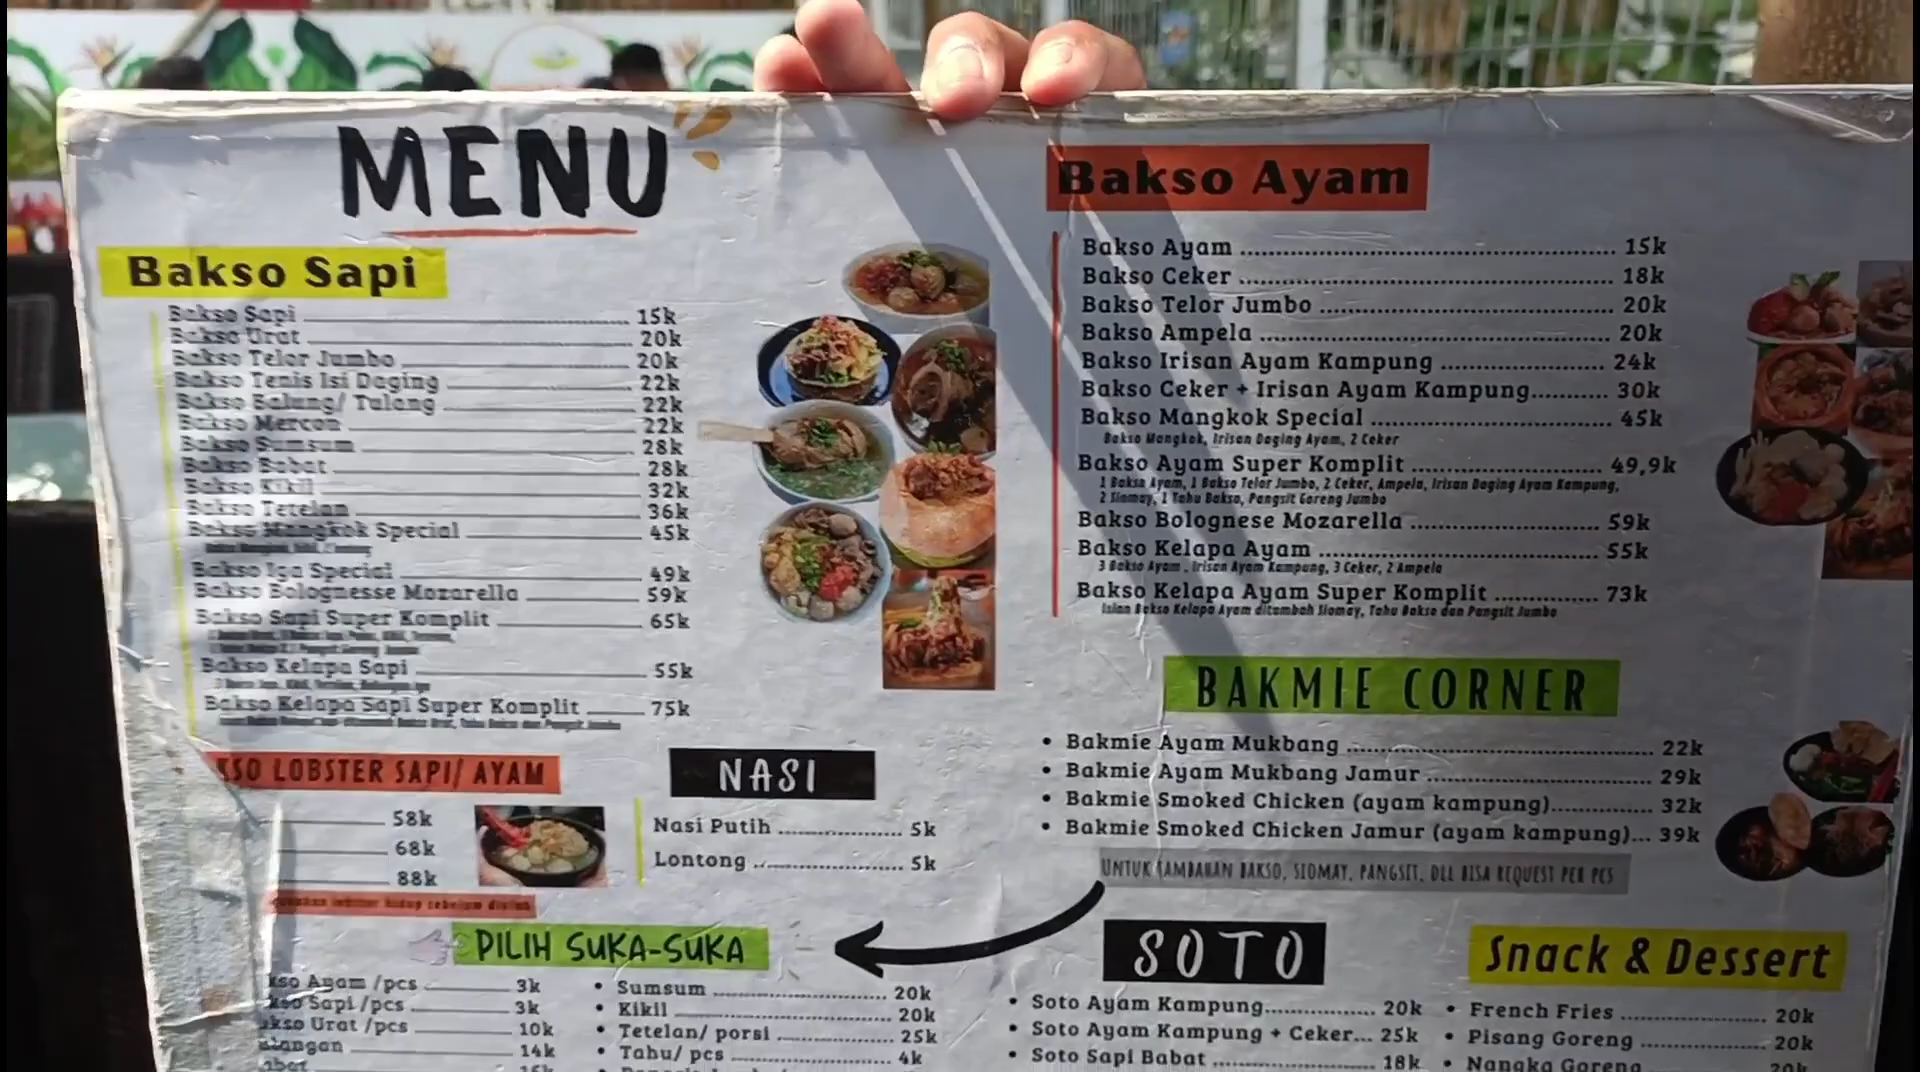 MENU
Bakso Sapi
Bakso Sapi 15k
Bakso Urat 20k
Bakso Telor Jumbo 20k
Bakso Tenis Isi Daging 22k
Bakso Balung/ Tulang 22k
Bakso Mercon 22k
Bakso Sumsum 28k
Bakso Babat 28k
Bakso Kikil 32k
Bakso Tetelan 36k
Bakso Mangkok Special 45k
Bakso Iga Special 49k
Bakso Bolognesse Mozarella 59k
Bakso Sapi Super Komplit 65k
Bakso Kelapa Sapi 55k
Bakso Kelapa Sapi Super Komplit 75k
KSO LOBSTER SAPI/ AYAM
58k
68k
88k
NASI
Nasi Putih 5k
Lontong 5k
PILIH SUKA-SUKA
kso Ayam /pcs 3k
kso Sapi /pcs 3k
akso Urat /pcs 10k
14k
Sumsum 20k
Kikil 20k
Tetelan/ porsi 25k
Tahu/ pcs 4k
Bakso Ayam
Bakso Ayam 15k
Bakso Ceker 18k
Bakso Telor Jumbo 20k
Bakso Ampela 20k
Bakso Irisan Ayam Kampung 24k
Bakso Ceker + Irisan Ayam Kampung 30k
Bakso Mangkok Special 45k
Bakso Mangkok, Irisan Daging Ayam, 2 Ceker
Bakso Ayam Super Komplit 49,9k
1 Bakso Ayam, 1 Bakso Telor Jumbo, 2 Ceker, Ampela, Irisan Daging Ayam Kampung,
2 Siomay, 1 Tahu Bakso, Pangsit Goreng Jumbo
Bakso Bolognese Mozarella 59k
Bakso Kelapa Ayam 55k
3 Bakso Ayam, Irisan Ayam Kampung, 3 Ceker, 2 Ampela
Bakso Kelapa Ayam Super Komplit 73k
Isian Bakso Kelapa Ayam ditambah Siomay, Tahu Bakso dan Pangsit Jumbo
BAKMIE CORNER
• Bakmie Ayam Mukbang 22k
• Bakmie Ayam Mukbang Jamur 29k
• Bakmie Smoked Chicken (ayam kampung) 32k
• Bakmie Smoked Chicken Jamur (ayam kampung) 39k
UNTUK TAMBAHAN BAKSO, SIOMAY, PANGSIT, DLL BISA REQUEST PER PCS
SOTO
• Soto Ayam Kampung 20k
• Soto Ayam Kampung + Ceker 25k
• Soto Sapi Babat 18k
Snack & Dessert
• French Fries 20k
• Pisang Goreng 20k
• Nangka Goreng 20k